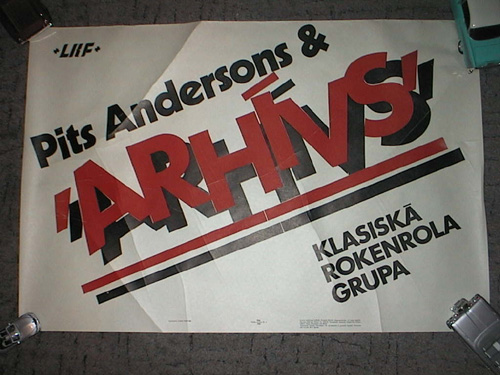 +LIIF+
Pits Andersons &
'ARHĪVS'
KLASISKĀ
ROKENROLA
GRUPA